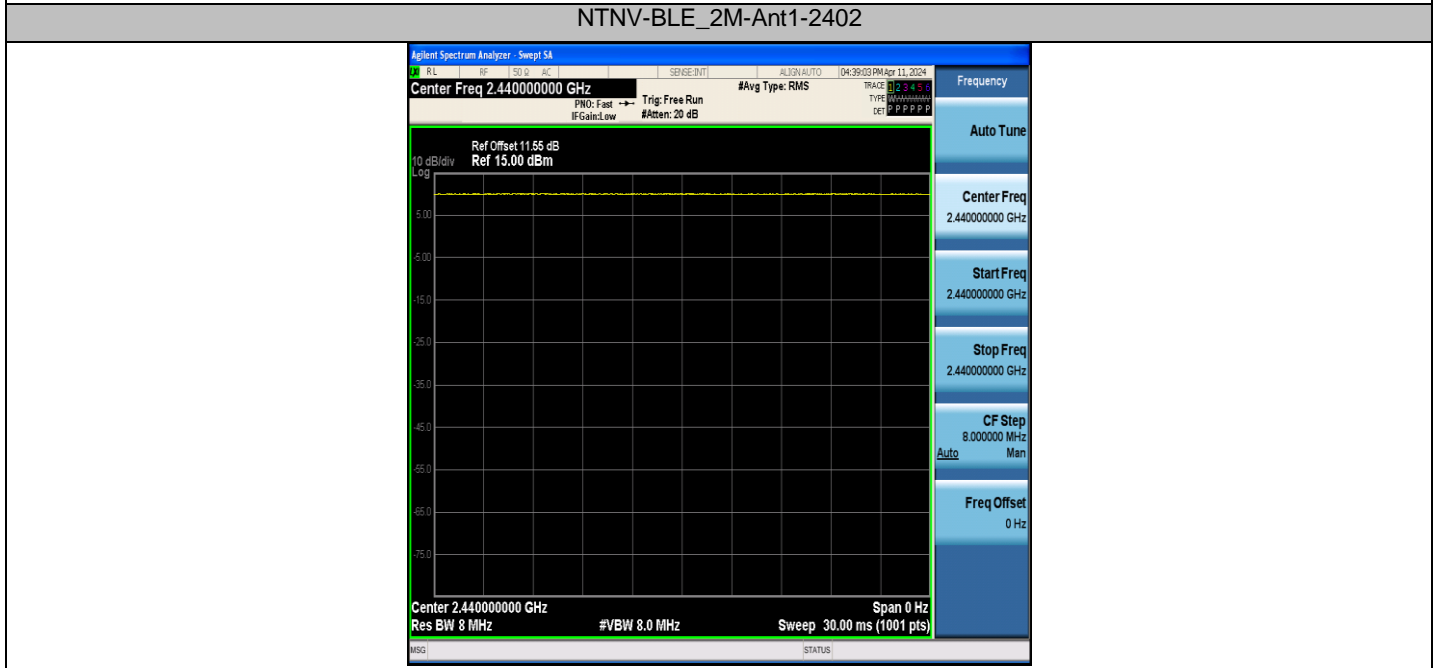 NTNV-BLE_2M-Ant1-2402
Agilent Spectrum Analyzer - Swept SA
RL RF 50 Ω AC SENSE:INT ALIGN AUTO 04:39:03 PM Apr 11, 2024
Center Freq 2.440000000 GHz
PNO: Fast
IFGain:Low
Trig: Free Run
#Atten: 20 dB
#Avg Type: RMS
TRACE 1 2 3 4 5 6
TYPE
DET P P P P P P
Ref Offset 11.55 dB
10 dB/div Ref 15.00 dBm
Log
5.00
-5.00
-15.0
-25.0
-35.0
-45.0
-55.0
-65.0
-75.0
Center 2.440000000 GHz Span 0 Hz
Res BW 8 MHz #VBW 8.0 MHz Sweep 30.00 ms (1001 pts)
MSG STATUS
Frequency
Auto Tune
Center Freq
2.440000000 GHz
Start Freq
2.440000000 GHz
Stop Freq
2.440000000 GHz
CF Step
8.000000 MHz
Auto Man
Freq Offset
0 Hz